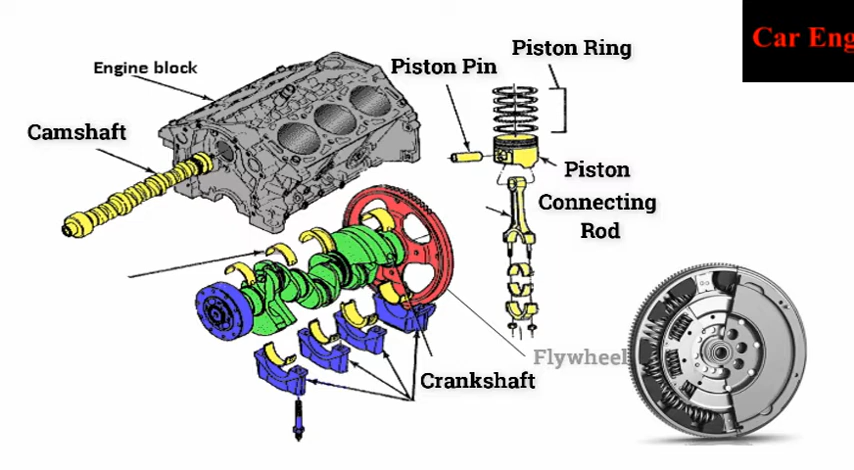 Car Eng
Piston Ring
Piston Pin
Engine block
Camshaft
Piston
Connecting
Rod
Flywheel
Crankshaft